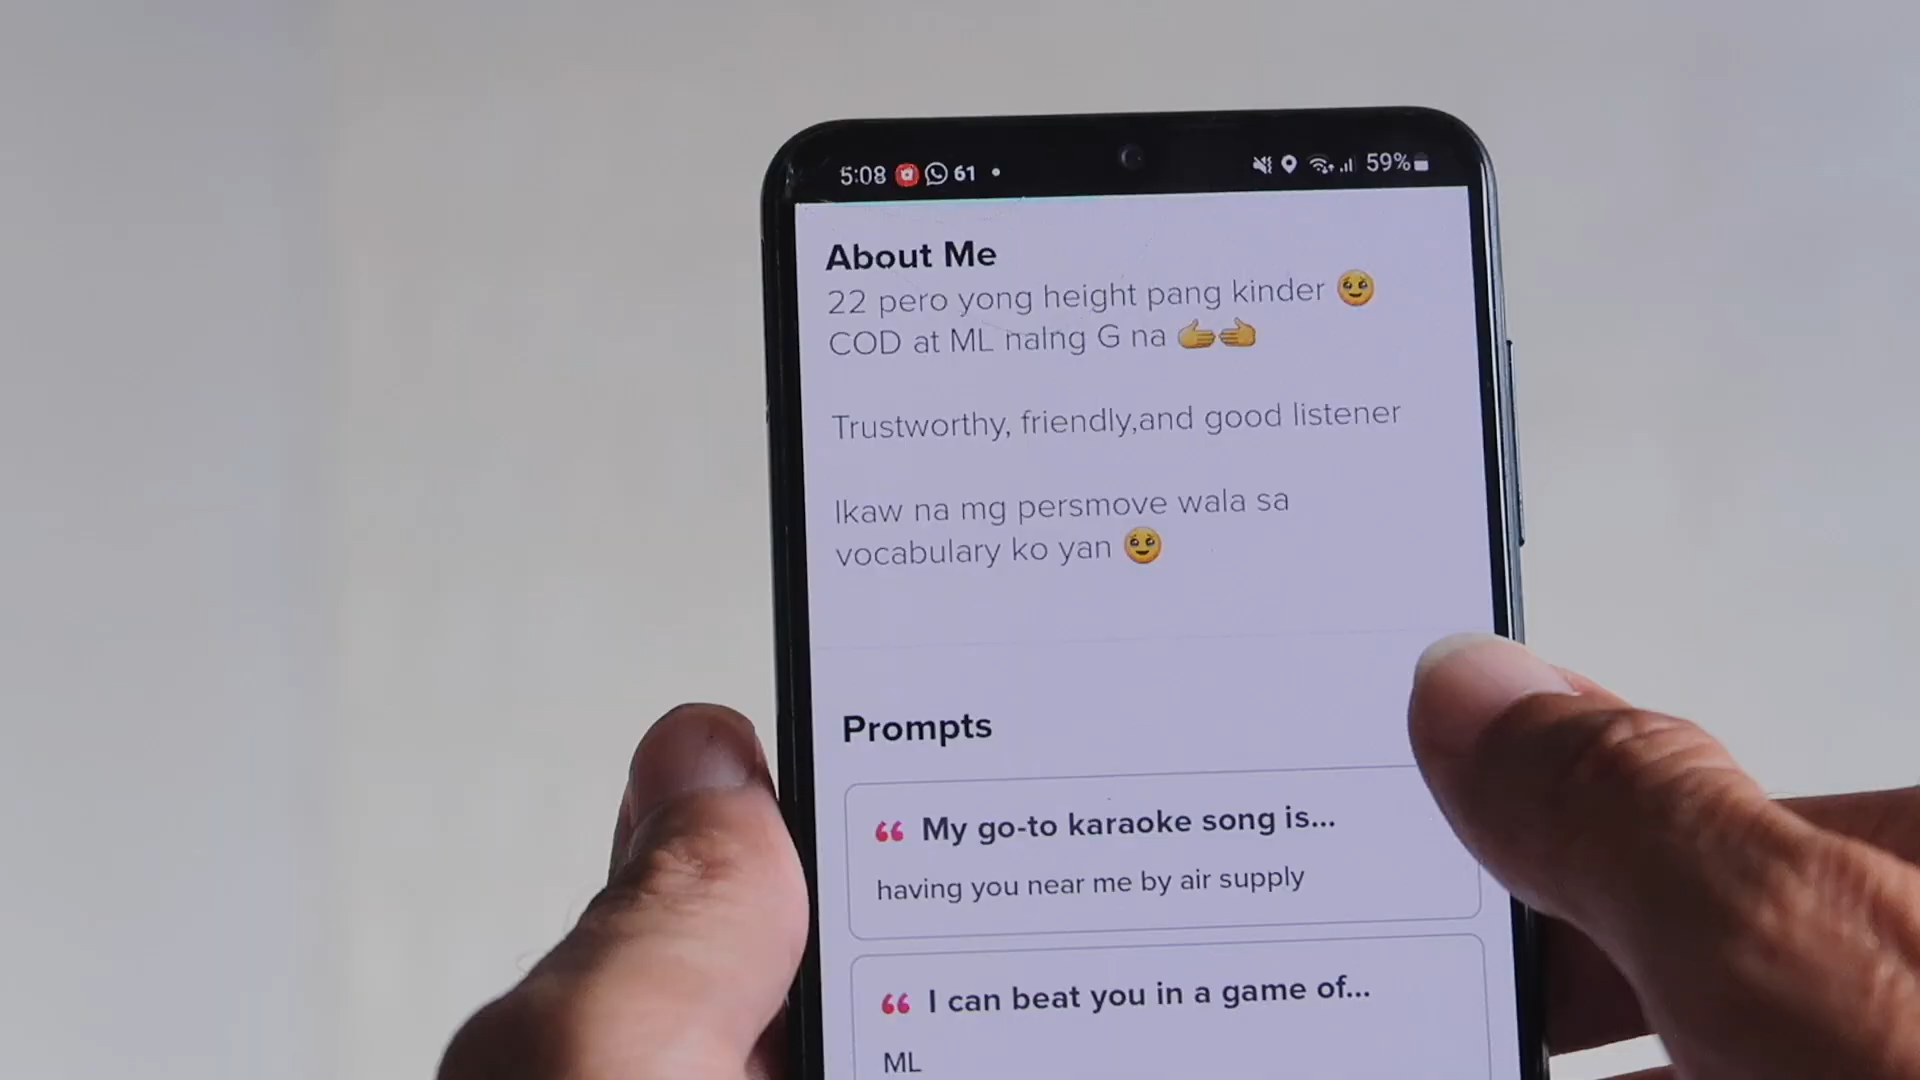 5:08 61 59%
About Me
22 pero yong height pang kinder 🥹
COD at ML nalng G na 🫱🫲
Trustworthy, friendly,and good listener
Ikaw na mg persmove wala sa
vocabulary ko yan 🥹
Prompts
❝ My go-to karaoke song is...
having you near me by air supply
❝ I can beat you in a game of...
ML